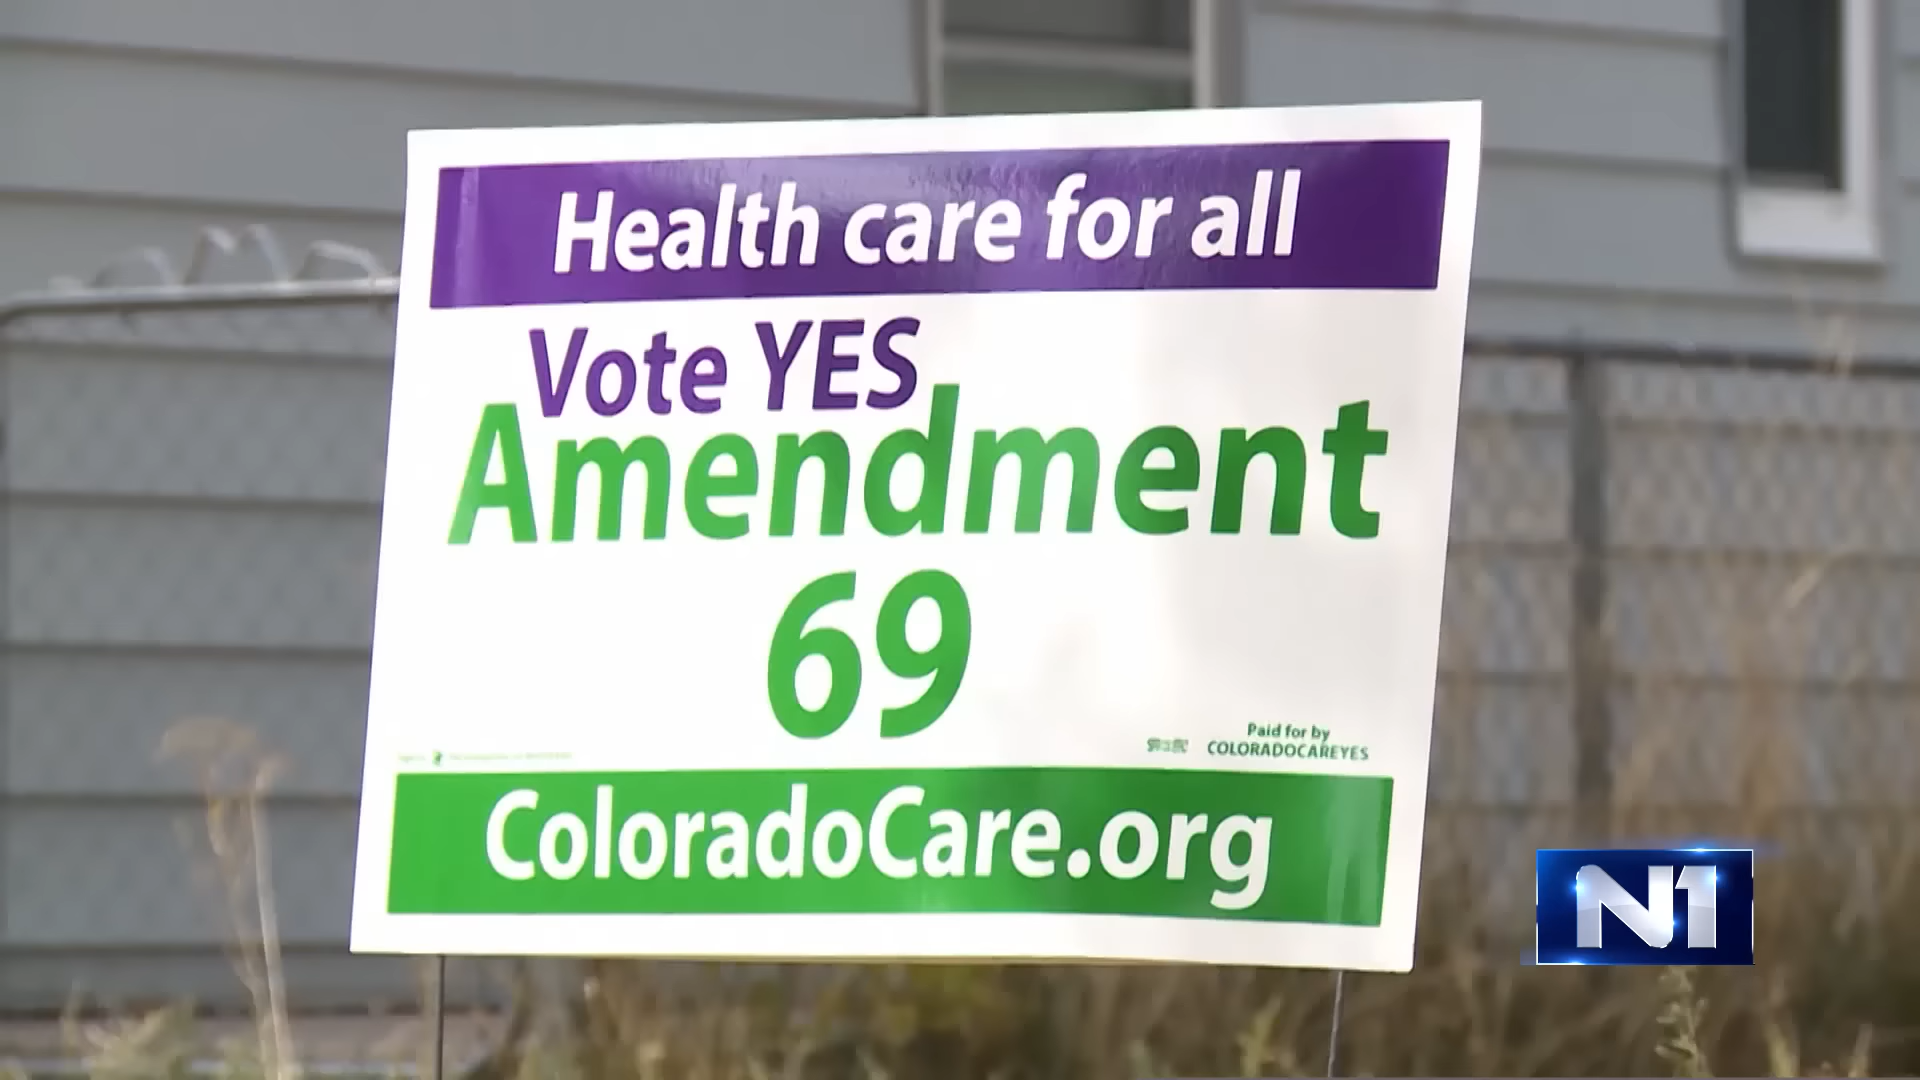 Health care for all
Vote YES
Amendment
69
Paid for by
COLORADOCAREYES
ColoradoCare.org
N1